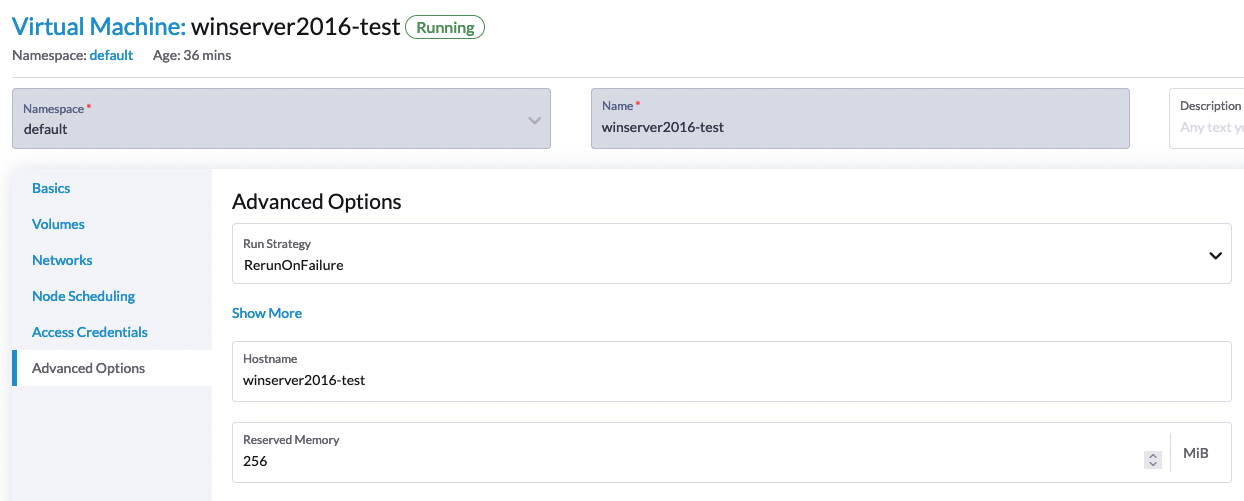 Virtual Machine: winserver2016-test Running
Namespace: default Age: 36 mins
Namespace *
default
Name *
winserver2016-test
Description
Any text
Basics
Volumes
Networks
Node Scheduling
Access Credentials
Advanced Options
Advanced Options
Run Strategy
RerunOnFailure
Show More
Hostname
winserver2016-test
Reserved Memory
256
MiB